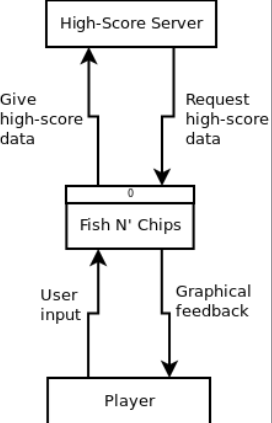 High-Score Server
Give
high-score
data
Request
high-score
data
0
Fish N' Chips
User
input
Graphical
feedback
Player